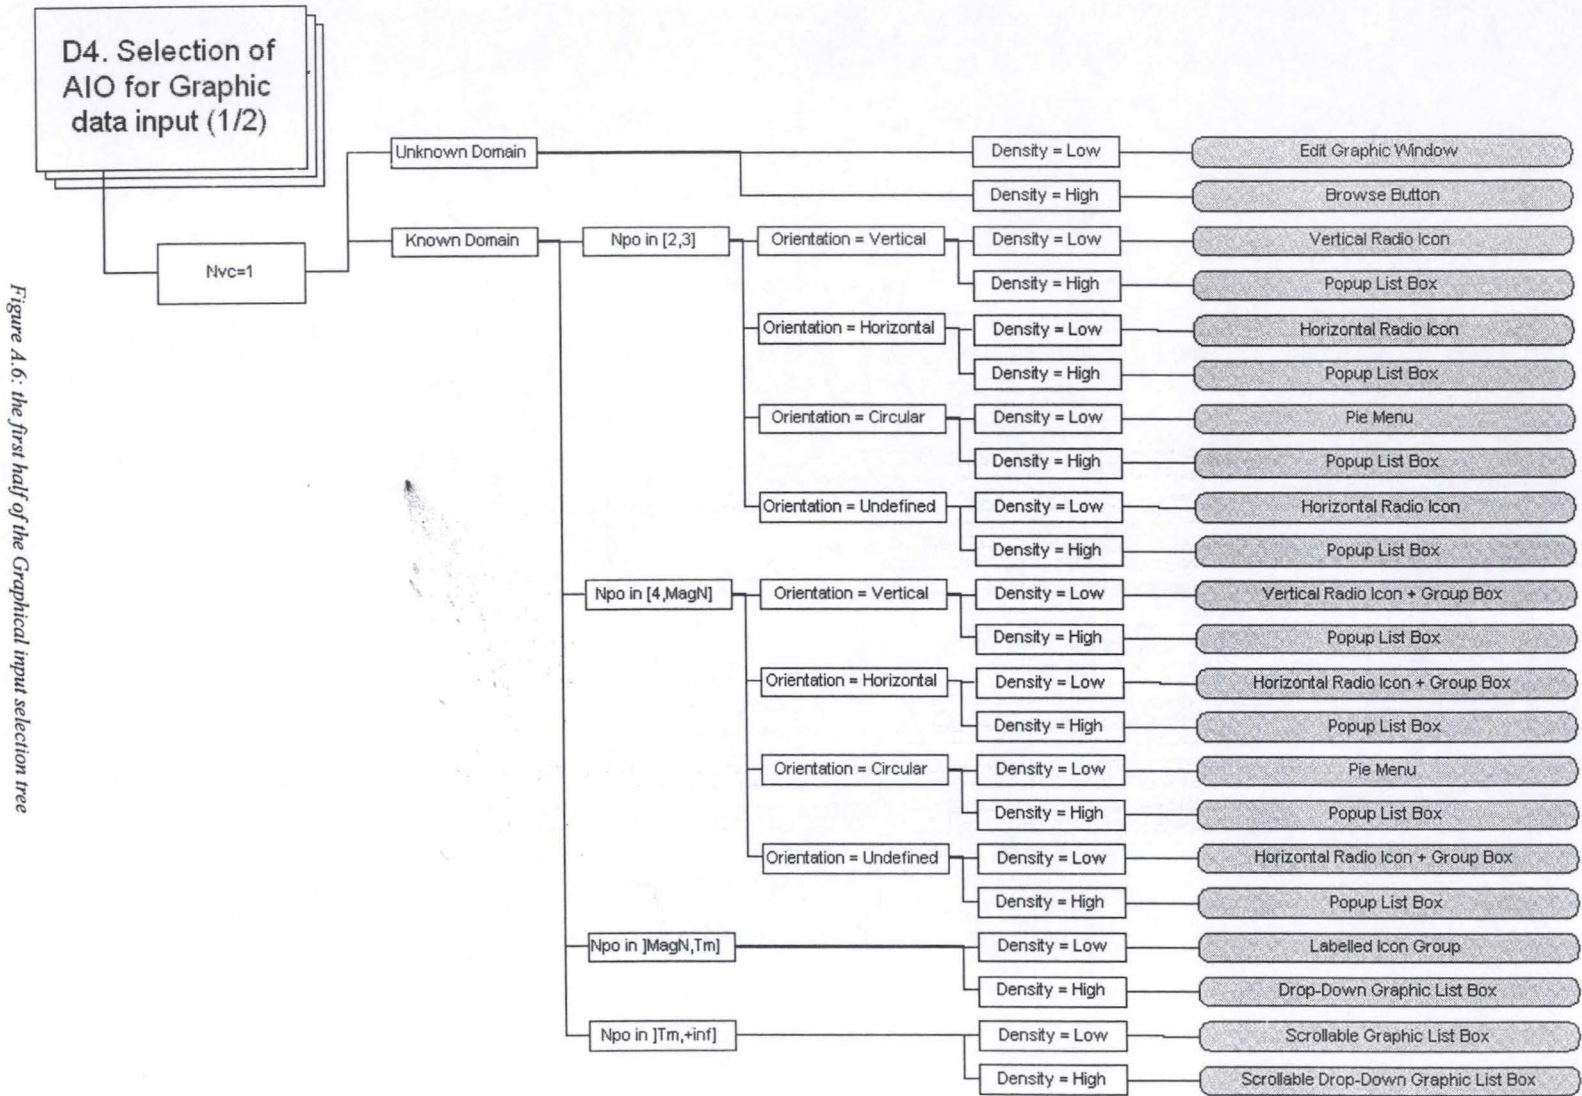 D4. Selection of
AIO for Graphic
data input (1/2)
Nvc=1
Unknown Domain
Density = Low
Edit Graphic Window
Density = High
Browse Button
Known Domain
Npo in [2,3]
Orientation = Vertical
Density = Low
Vertical Radio Icon
Density = High
Popup List Box
Orientation = Horizontal
Density = Low
Horizontal Radio Icon
Density = High
Popup List Box
Orientation = Circular
Density = Low
Pie Menu
Density = High
Popup List Box
Orientation = Undefined
Density = Low
Horizontal Radio Icon
Density = High
Popup List Box
Npo in [4,MagN]
Orientation = Vertical
Density = Low
Vertical Radio Icon + Group Box
Density = High
Popup List Box
Orientation = Horizontal
Density = Low
Horizontal Radio Icon + Group Box
Density = High
Popup List Box
Orientation = Circular
Density = Low
Pie Menu
Density = High
Popup List Box
Orientation = Undefined
Density = Low
Horizontal Radio Icon + Group Box
Density = High
Popup List Box
Npo in ]MagN,Tm]
Density = Low
Labelled Icon Group
Density = High
Drop-Down Graphic List Box
Npo in ]Tm,+inf]
Density = Low
Scrollable Graphic List Box
Density = High
Scrollable Drop-Down Graphic List Box
Figure A.6: the first half of the Graphical input selection tree